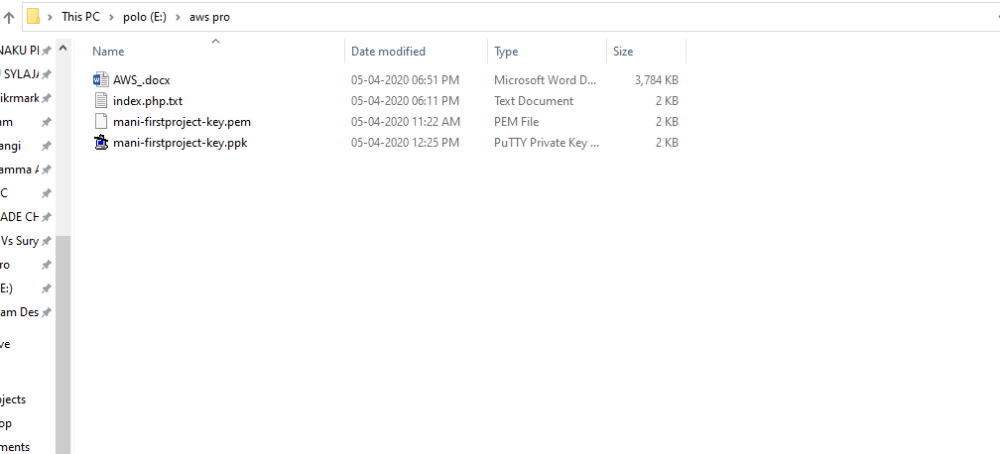 This PC > polo (E:) > aws pro
Name Date modified Type Size
AWS_.docx 05-04-2020 06:51 PM Microsoft Word D... 3,784 KB
index.php.txt 05-04-2020 06:11 PM Text Document 2 KB
mani-firstproject-key.pem 05-04-2020 11:22 AM PEM File 2 KB
mani-firstproject-key.ppk 05-04-2020 12:25 PM PuTTY Private Key ... 2 KB
NAKU PI
SYLAJA
ikrmark
am
angi
amma A
C
ADE CH
Vs Sury
ro
E:)
am Des
ve
jects
op
ments